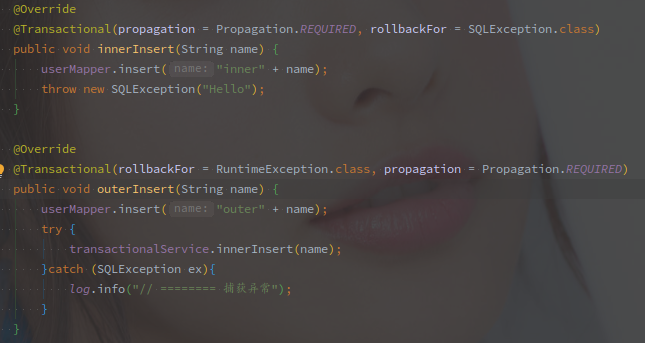 @Override
@Transactional(propagation = Propagation.REQUIRED, rollbackFor = SQLException.class)
public void innerInsert(String name) {
userMapper.insert( name: "inner" + name);
throw new SQLException("Hello");
}
@Override
@Transactional(rollbackFor = RuntimeException.class, propagation = Propagation.REQUIRED)
public void outerInsert(String name) {
userMapper.insert( name: "outer" + name);
try {
transactionalService.innerInsert(name);
}catch (SQLException ex){
log.info("// ======== 捕获异常");
}
}